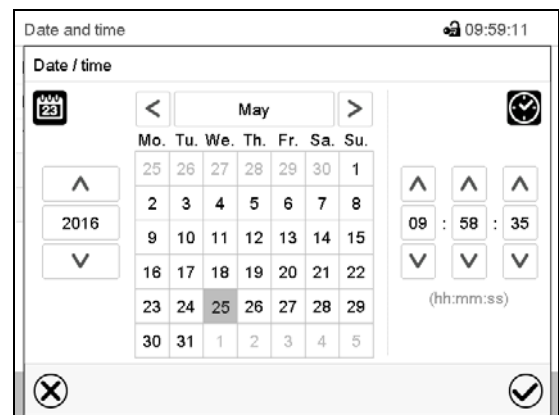 Date and time 09:59:11
Date / time
23 < May >
Mo. Tu. We. Th. Fr. Sa. Su.
25 26 27 28 29 30 1
2 3 4 5 6 7 8
2016 09 : 58 : 35
9 10 11 12 13 14 15
16 17 18 19 20 21 22
(hh:mm:ss)
23 24 25 26 27 28 29
30 31 1 2 3 4 5